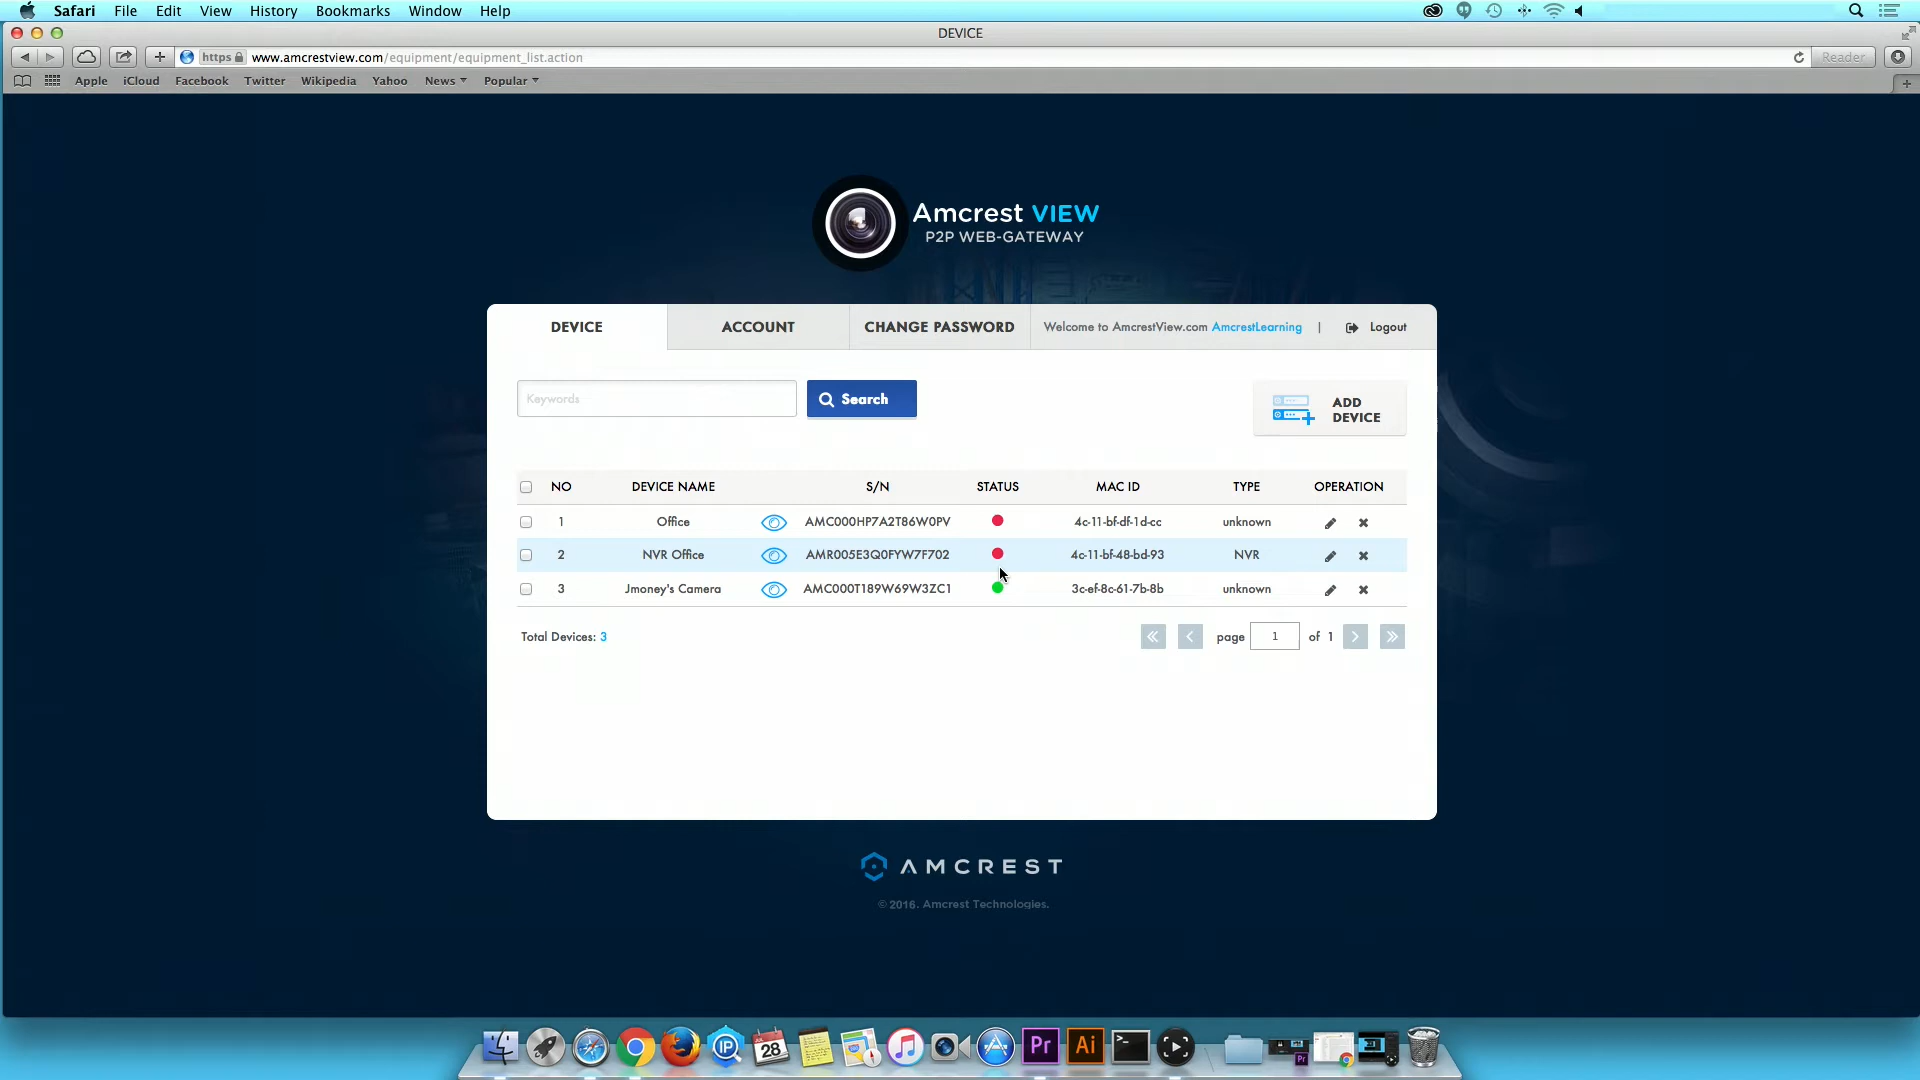 Safari File Edit View History Bookmarks Window Help
DEVICE
https www.amcrestview.com/equipment/equipment_list.action Reader
Apple iCloud Facebook Twitter Wikipedia Yahoo News Popular
Amcrest VIEW
P2P WEB-GATEWAY
DEVICE ACCOUNT CHANGE PASSWORD Welcome to AmcrestView.com AmcrestLearning | Logout
Keywords Search ADD DEVICE
NO DEVICE NAME S/N STATUS MAC ID TYPE OPERATION
1 Office AMC000HP7A2T86W0PV 4c-11-bf-df-1d-cc unknown
2 NVR Office AMR005E3Q0FYW7F702 4c-11-bf-48-bd-93 NVR
3 Jmoney's Camera AMC000T189W69W3ZC1 3c-ef-8c-61-7b-8b unknown
Total Devices: 3 page 1 of 1
AMCREST
© 2016. Amcrest Technologies.
IP JUL 28 Pr Ai